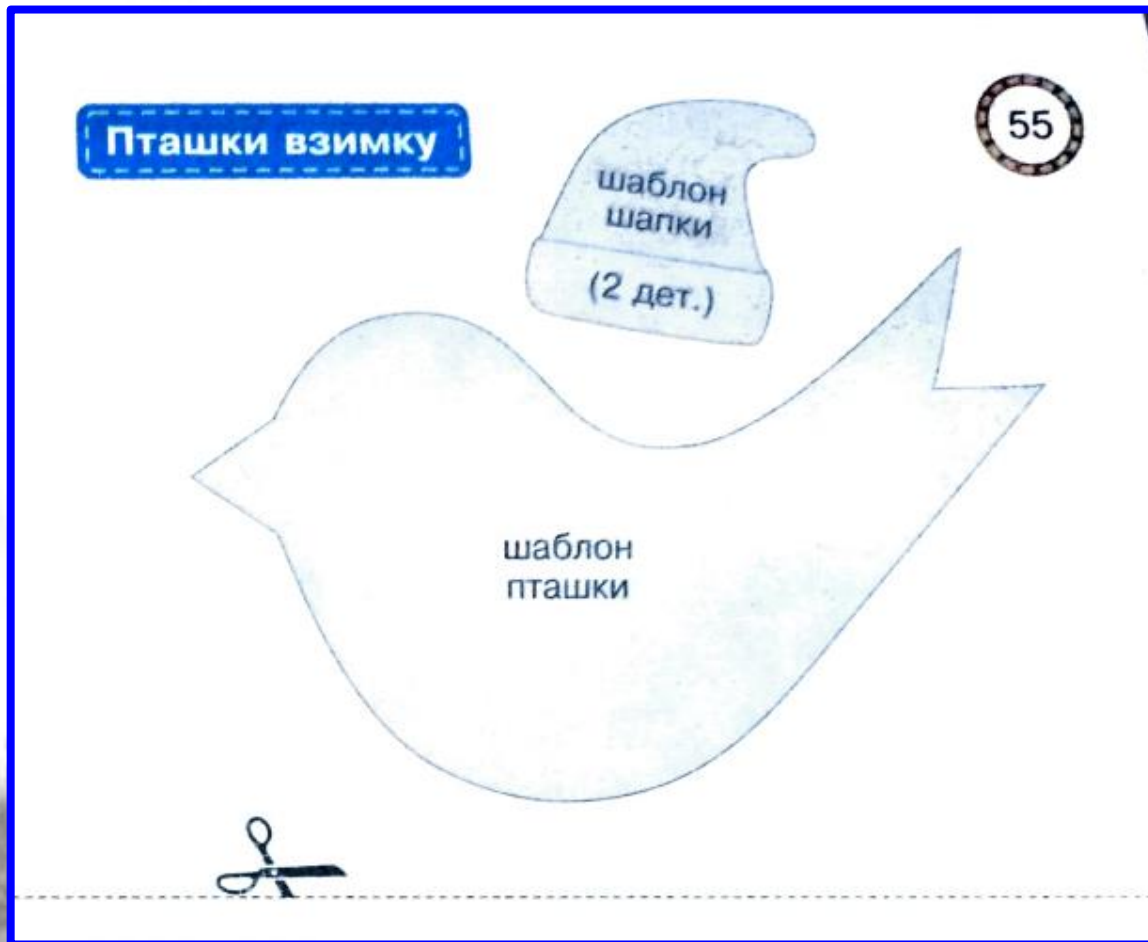 Пташки взимку
55
шаблон
шапки
(2 дет.)
шаблон
пташки